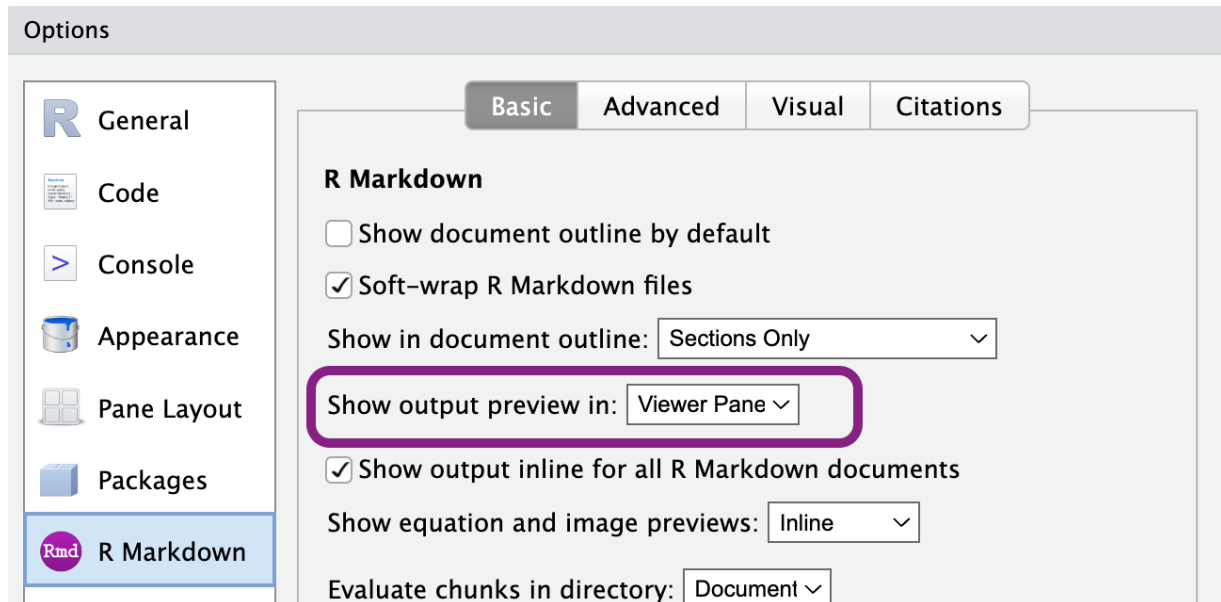 Options
General
Code
>
Console
Appearance
Pane Layout
Packages
Rmd
R Markdown
Basic
Advanced
Visual
Citations
R Markdown
Show document outline by default
Soft-wrap R Markdown files
Show in document outline: Sections Only
Show output preview in: Viewer Pane
Show output inline for all R Markdown documents
Show equation and image previews: Inline
Evaluate chunks in directory: Document